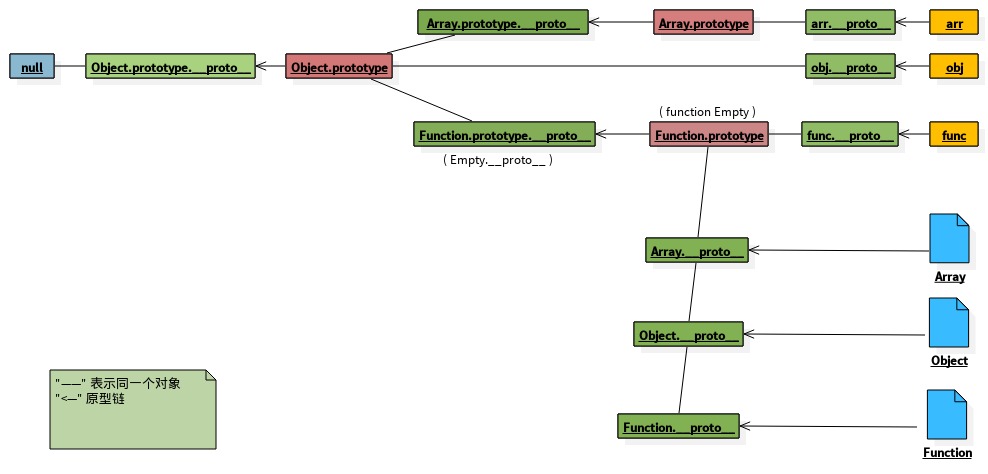 Array.prototype.__proto__
Array.prototype
arr.__proto__
arr
null
Object.prototype.__proto__
Object.prototype
obj.__proto__
obj
( function Empty )
Function.prototype.__proto__
Function.prototype
func.__proto__
func
( Empty.__proto__ )
Array.__proto__
Array
Object.__proto__
Object
"——" 表示同一个对象
"<—" 原型链
Function.__proto__
Function